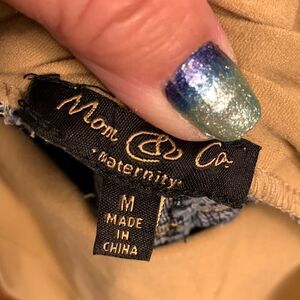 Mom & Co.
·Maternity·
M
MADE
IN
CHINA